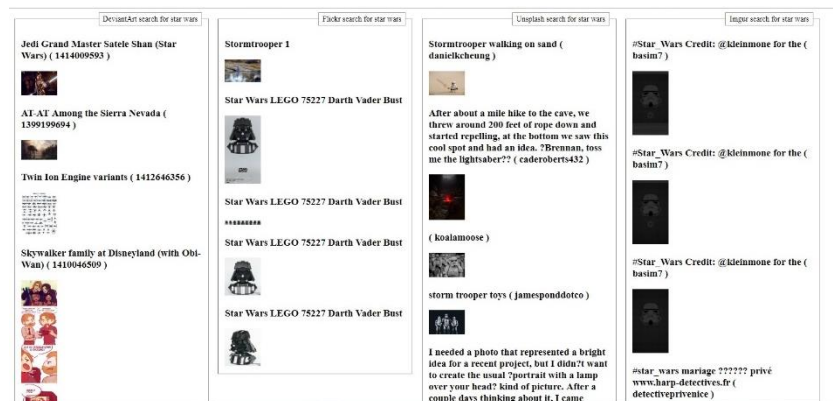 DeviantArt search for star wars
Jedi Grand Master Satele Shan (Star
Wars) ( 1414009593 )
AT-AT Among the Sierra Nevada (
1399199694 )
Twin Ion Engine variants ( 1412646356 )
Skywalker family at Disneyland (with Obi-
Wan) ( 1410046509 )
Flickr search for star wars
Stormtrooper 1
Star Wars LEGO 75227 Darth Vader Bust
Star Wars LEGO 75227 Darth Vader Bust
Star Wars LEGO 75227 Darth Vader Bust
Star Wars LEGO 75227 Darth Vader Bust
Unsplash search for star wars
Stormtrooper walking on sand (
danielkcheung )
After about a mile hike to the cave, we
threw around 200 feet of rope down and
started repelling, at the bottom we saw this
cool spot and had an idea. ?Brennan, toss
me the lightsaber?? ( caderoberts432 )
( koalamoose )
storm trooper toys ( jamesponddotco )
I needed a photo that represented a bright
idea for a recent project, but I didn?t want
to create the usual ?portrait with a lamp
over your head? kind of picture. After a
couple days thinking about it, I came
Imgur search for star wars
#Star_Wars Credit: @kleinmone for the (
basim7 )
#Star_Wars Credit: @kleinmone for the (
basim7 )
#Star_Wars Credit: @kleinmone for the (
basim7 )
#star_wars mariage ?????? privé
www.harp-detectives.fr (
detectiveprivenice )